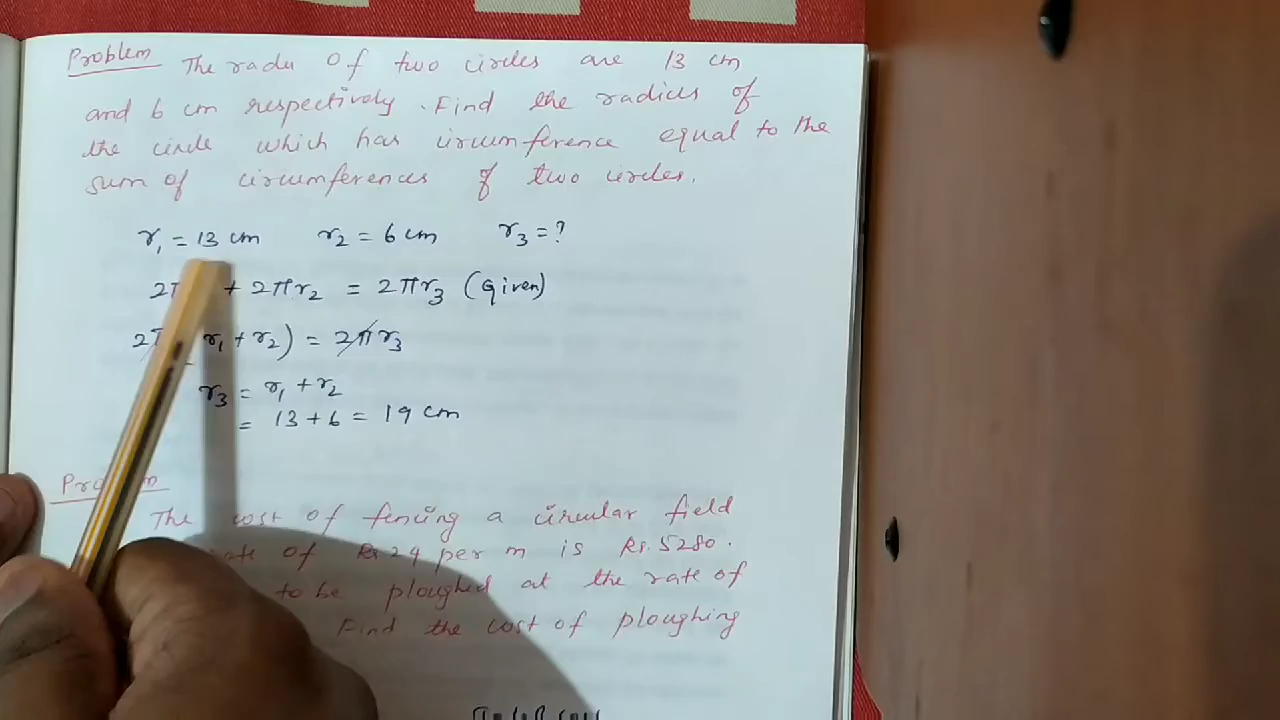 Problem The radii of two circles are 13 cm
and 6 cm respectively. Find the radius of
the circle which has circumference equal to the
sum of circumferences of two circles.
r₁ = 13 cm r₂ = 6 cm r₃ = ?
+ 2πr₂ = 2πr₃ (Given)
r₁ + r₂) = 2πr₃
r₃ = r₁ + r₂
= 13 + 6 = 19 cm
The cost of fencing a circular field
of Rs 24 per m is Rs. 5280.
to be ploughed at the rate of
Find the cost of ploughing